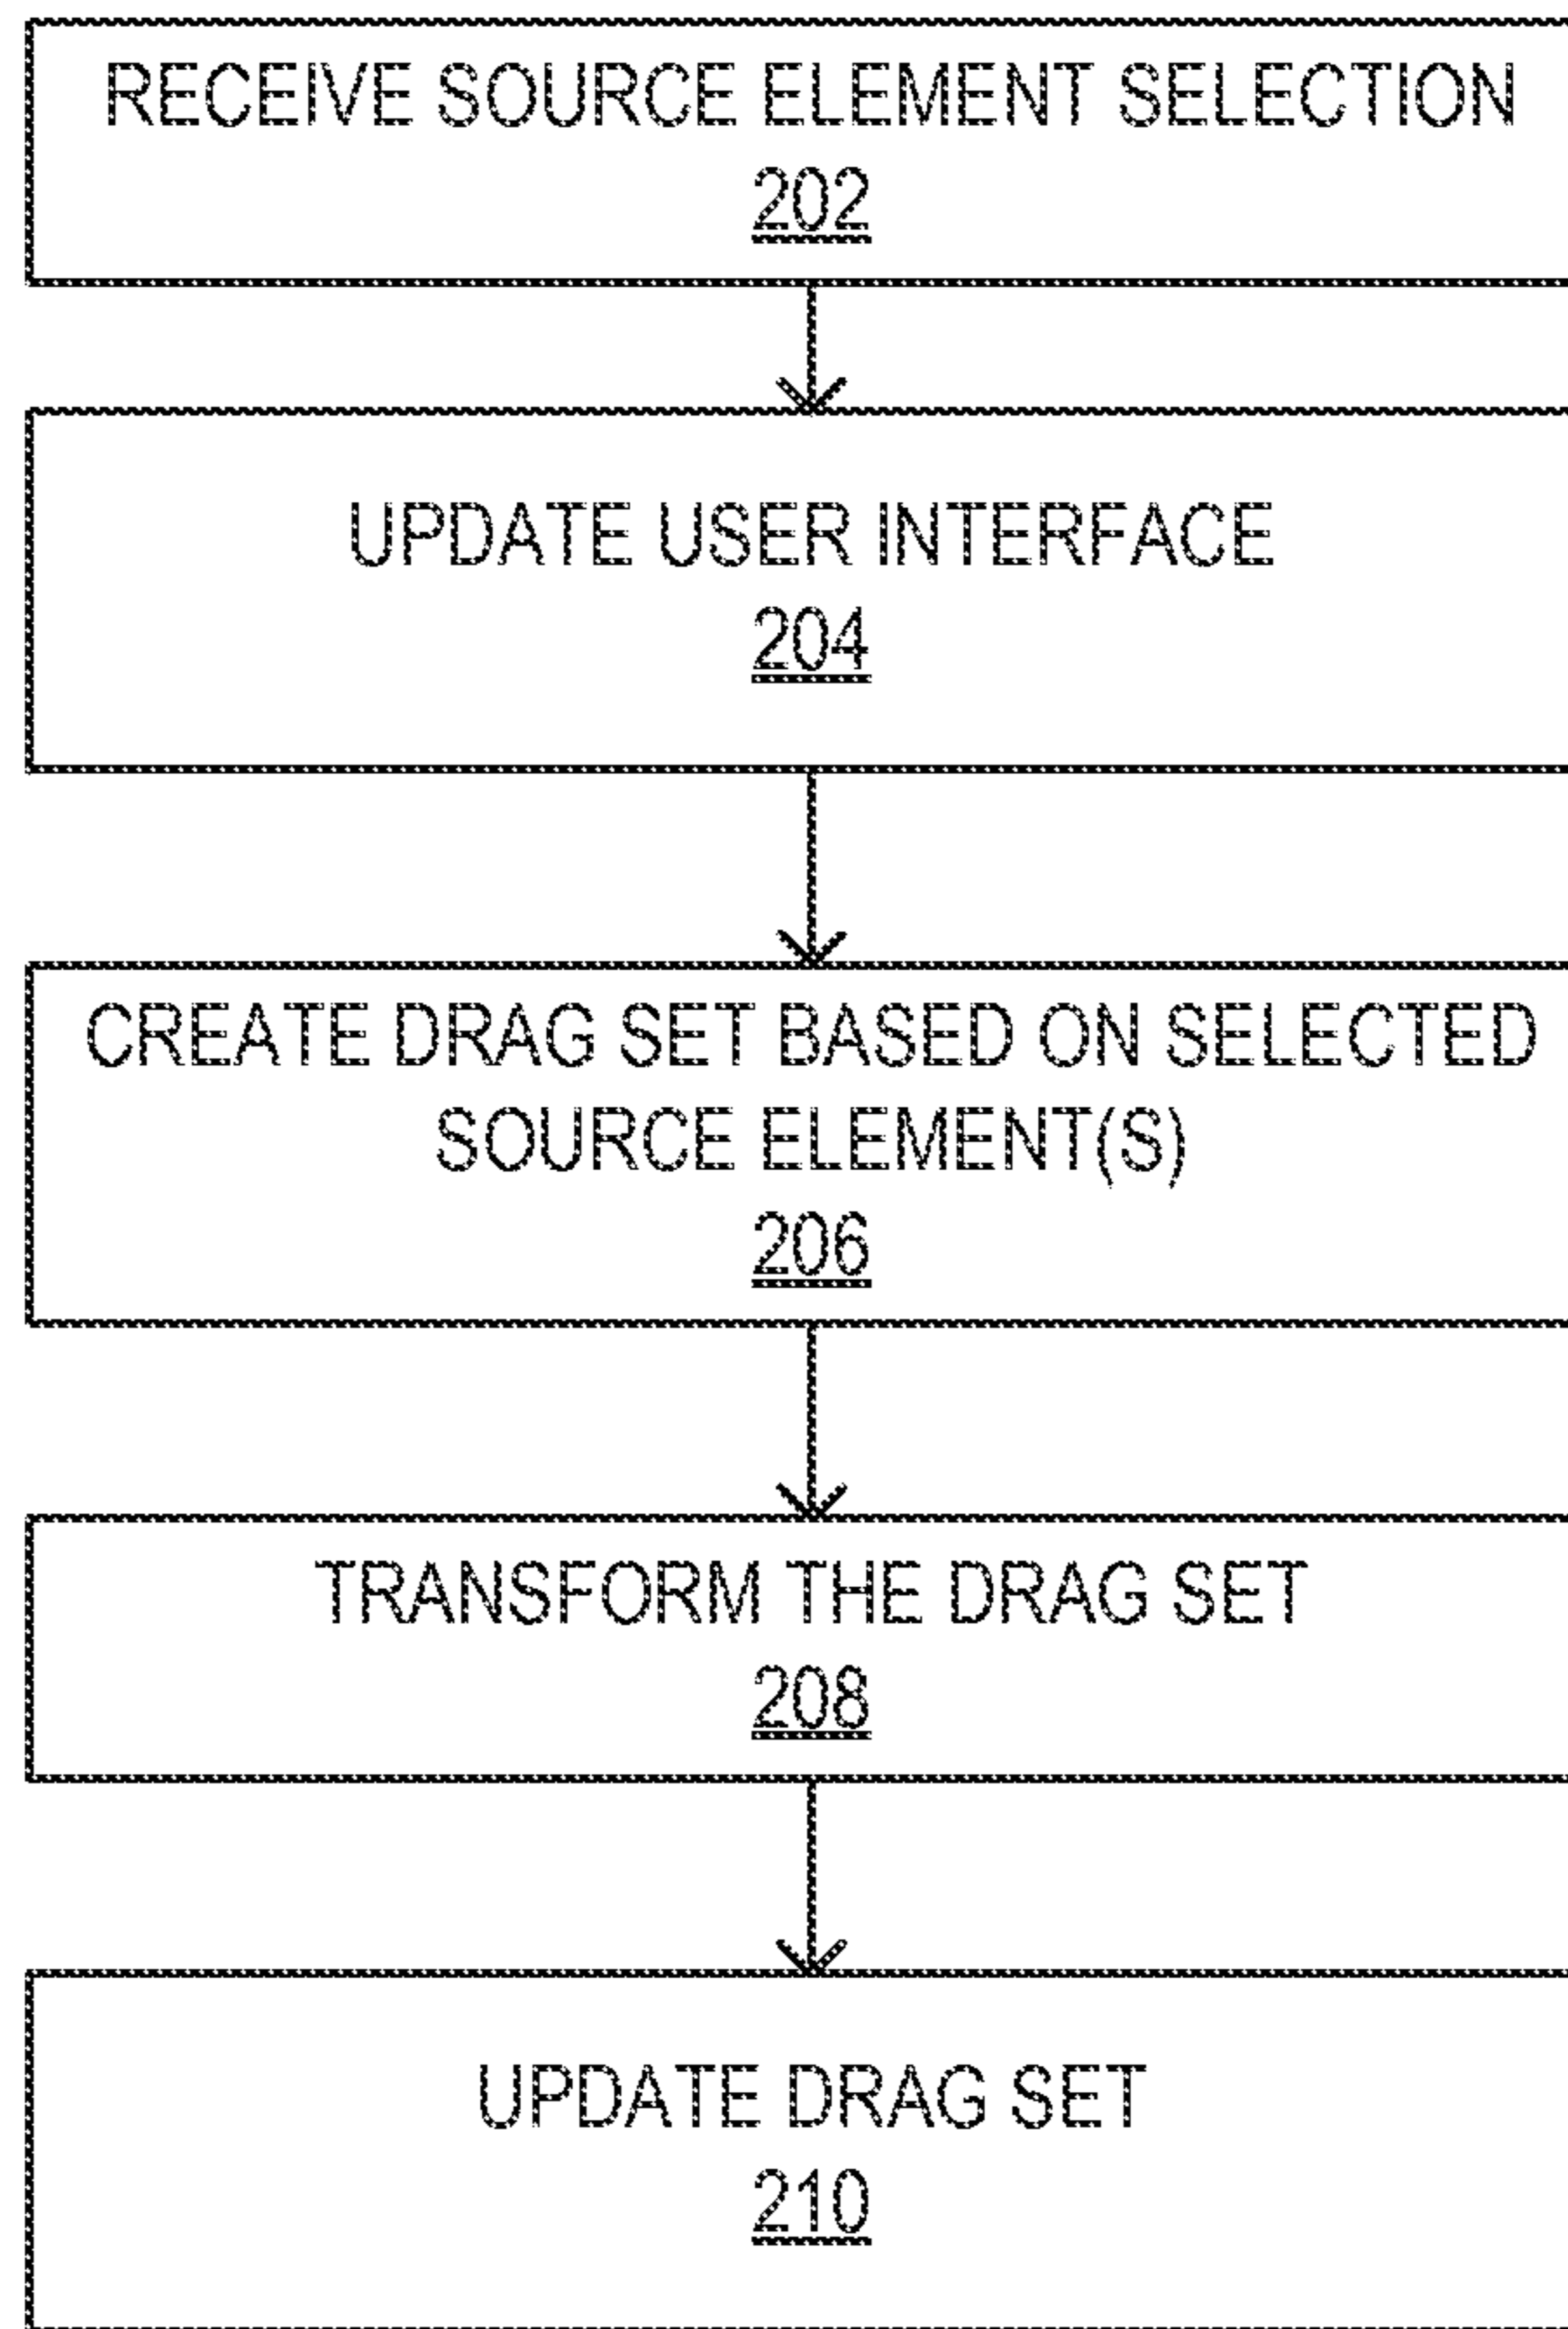 RECEIVE SOURCE ELEMENT SELECTION
202
UPDATE USER INTERFACE
204
CREATE DRAG SET BASED ON SELECTED
SOURCE ELEMENT(S)
206
TRANSFORM THE DRAG SET
208
UPDATE DRAG SET
210